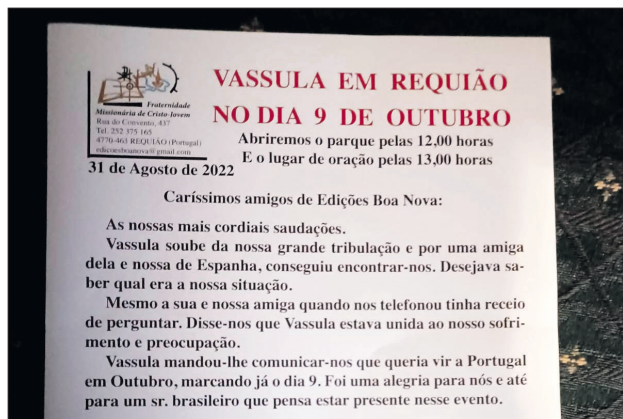 VASSULA EM REQUIÃO
NO DIA 9 DE OUTUBRO
Fraternidade
Missionária de Cristo-Jovem
Rua do Convento, 437
Tel. 252 375 165
4770-463 REQUIÃO (Portugal)
edicoesboanova@gmail.com
Abriremos o parque pelas 12,00 horas
E o lugar de oração pelas 13,00 horas
31 de Agosto de 2022
Caríssimos amigos de Edições Boa Nova:
As nossas mais cordiais saudações.
Vassula soube da nossa grande tribulação e por uma amiga
dela e nossa de Espanha, conseguiu encontrar-nos. Desejava sa-
ber qual era a nossa situação.
Mesmo a sua e nossa amiga quando nos telefonou tinha receio
de perguntar. Disse-nos que Vassula estava unida ao nosso sofri-
mento e preocupação.
Vassula mandou-lhe comunicar-nos que queria vir a Portugal
em Outubro, marcando já o dia 9. Foi uma alegria para nós e até
para um sr. brasileiro que pensa estar presente nesse evento.